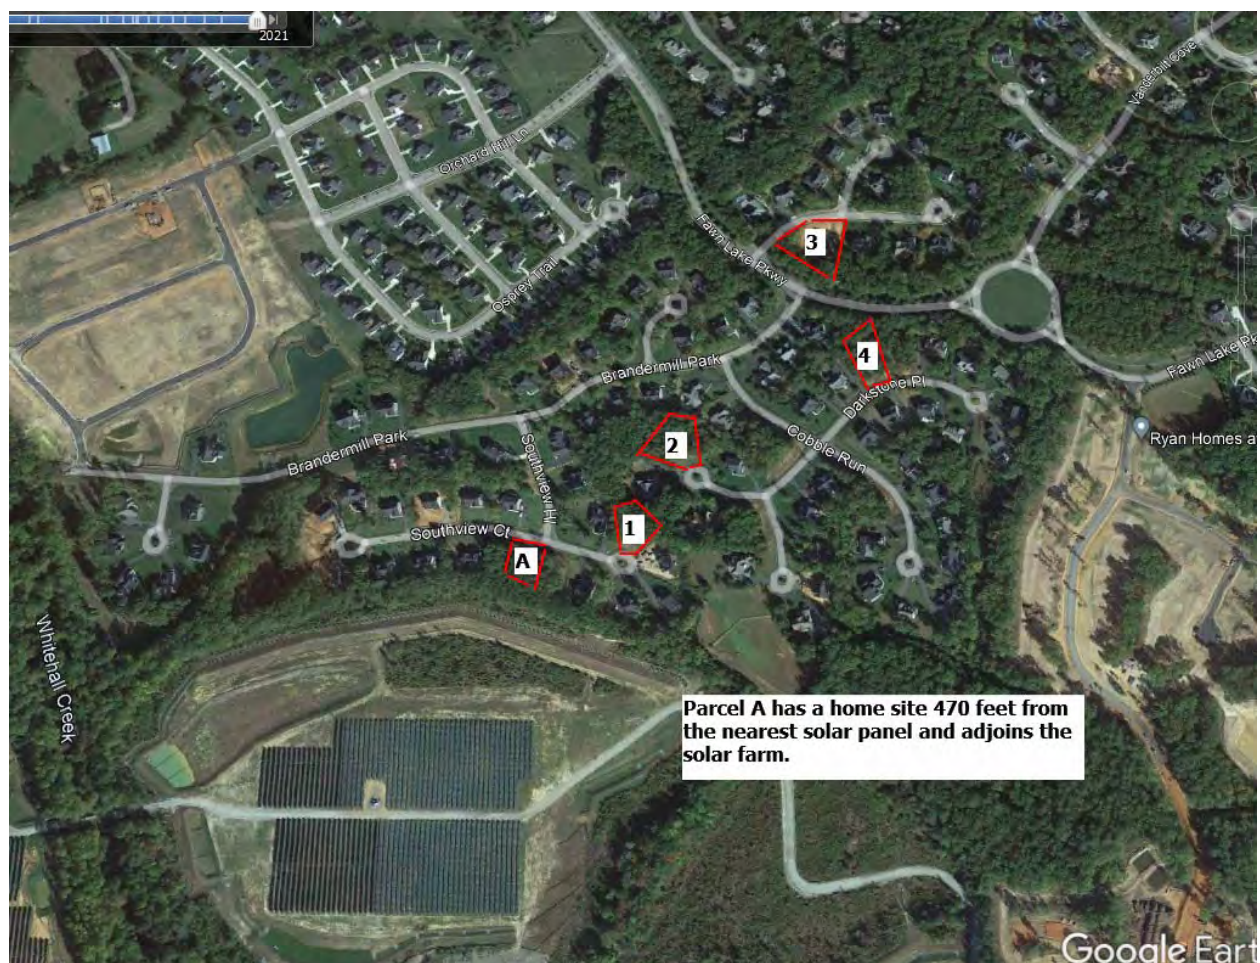 2021
Vanderbilt Cove
Orchard Hill Ln
Fawn Lake Pkwy
3
Osprey Trail
4
Fawn Lake Pk
Brandermill Park
Darkstone Pl
2
Cobble Run
Ryan Homes a
Brandermill Park
Southview Hl
1
Southview Ct
A
Whitehall Creek
Parcel A has a home site 470 feet from
the nearest solar panel and adjoins the
solar farm.
Google Eart